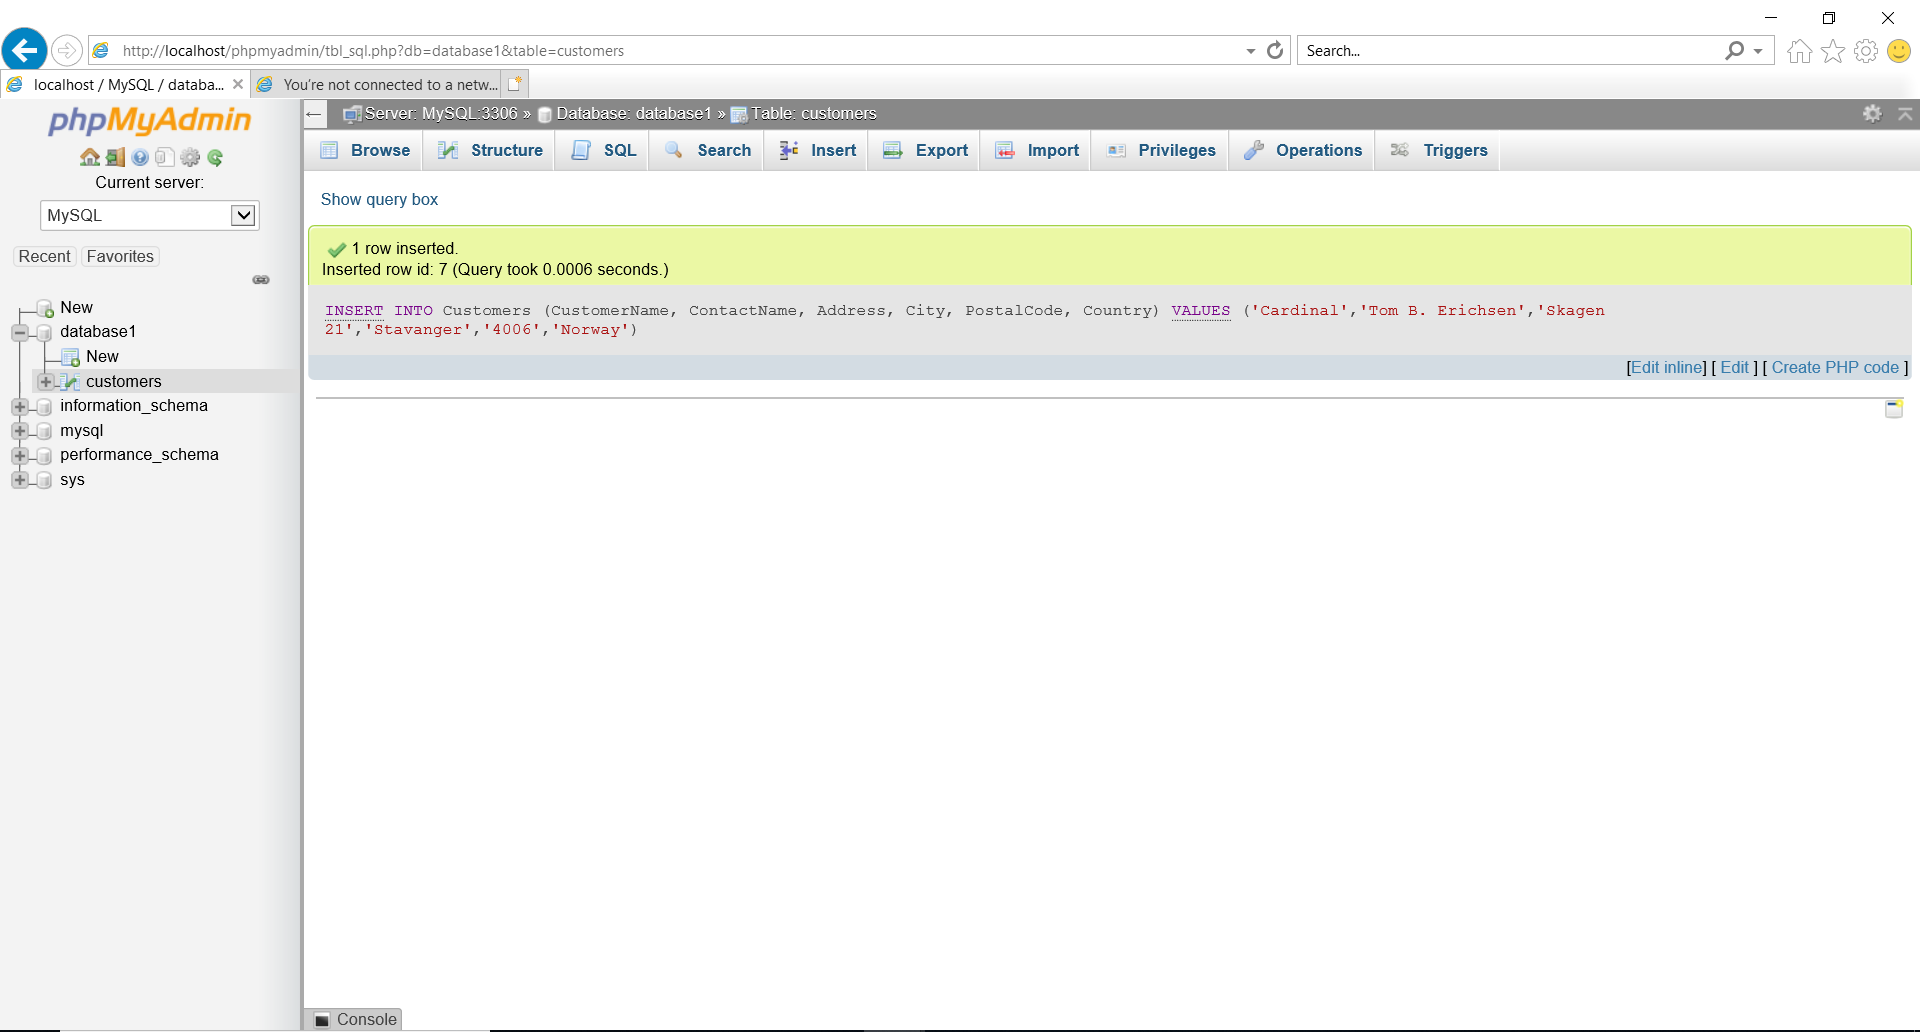 http://localhost/phpmyadmin/tbl_sql.php?db=database1&table=customers
Search...
localhost / MySQL / databa...
You're not connected to a netw...
phpMyAdmin
Current server:
MySQL
Recent
Favorites
New
database1
New
customers
information_schema
mysql
performance_schema
sys
Server: MySQL:3306 » Database: database1 » Table: customers
Browse
Structure
SQL
Search
Insert
Export
Import
Privileges
Operations
Triggers
Show query box
1 row inserted.
Inserted row id: 7 (Query took 0.0006 seconds.)
INSERT INTO Customers (CustomerName, ContactName, Address, City, PostalCode, Country) VALUES ('Cardinal','Tom B. Erichsen','Skagen
21','Stavanger','4006','Norway')
[Edit inline] [ Edit ] [ Create PHP code ]
Console